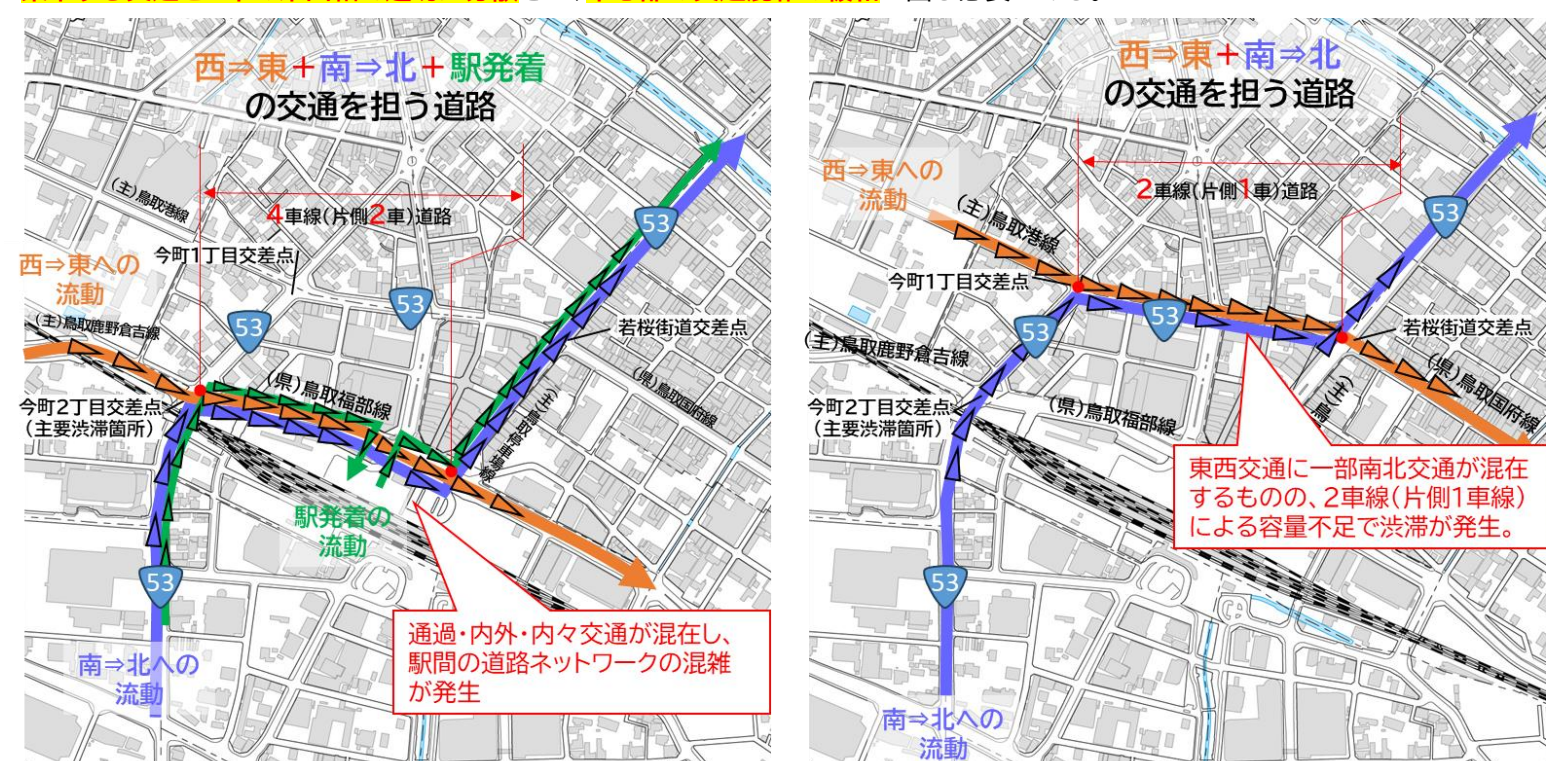 西⇒東+南⇒北+駅発着
の交通を担う道路
(主)鳥取港線
4車線(片側2車)道路
53
西⇒東への
流動
今町1丁目交差点
53
53
(主)鳥取鹿野倉吉線
若桜街道交差点
(県)鳥取福部線
(県)鳥取国府線
今町2丁目交差点
(主要渋滞箇所)
(主)鳥取停車場線
駅発着の
流動
53
通過・内外・内々交通が混在し、
駅間の道路ネットワークの混雑
が発生
南⇒北への
流動
西⇒東+南⇒北
の交通を担う道路
西⇒東への
流動
2車線(片側1車)道路
(主)鳥取港線
53
今町1丁目交差点
53
53
若桜街道交差点
(主)鳥取鹿野倉吉線
(県)鳥取国府線
今町2丁目交差点
(主要渋滞箇所)
(県)鳥取福部線
(主)鳥
東西交通に一部南北交通が混在
するものの、2車線(片側1車線)
による容量不足で渋滞が発生。
53
南⇒北への
流動